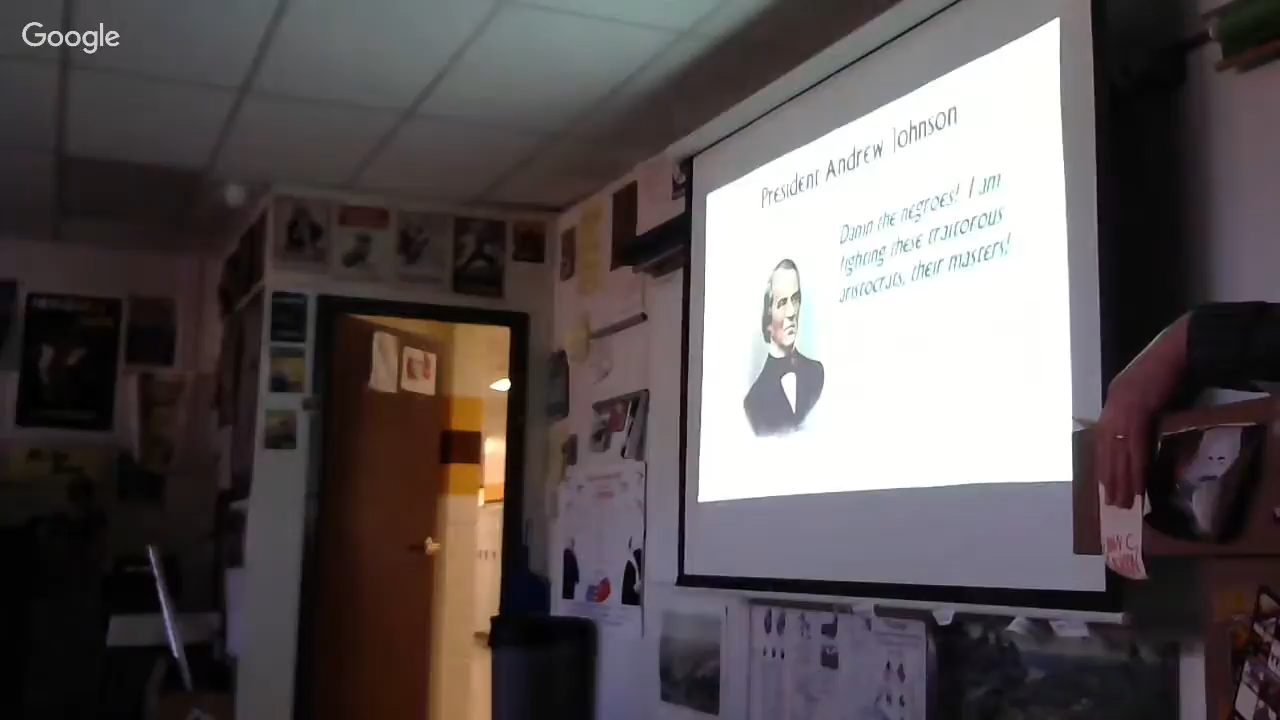 Google
President Andrew Johnson
Damn the negroes! I am
fighting these traitorous
aristocrats, their masters!